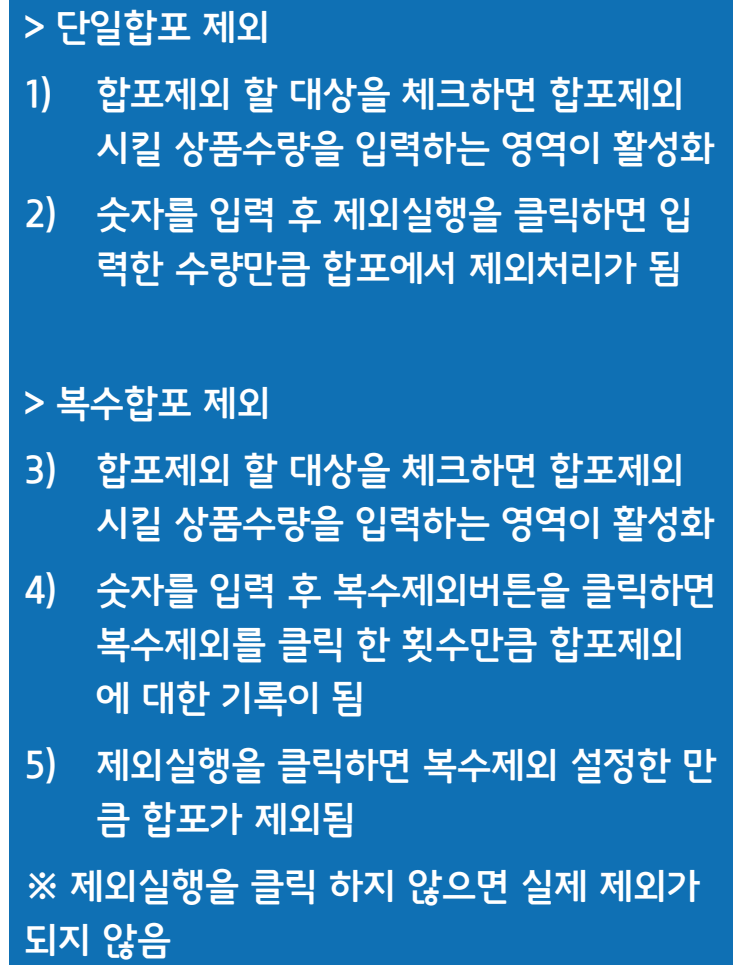 > 단일합포 제외
1) 합포제외 할 대상을 체크하면 합포제외
시킬 상품수량을 입력하는 영역이 활성화
2) 숫자를 입력 후 제외실행을 클릭하면 입
력한 수량만큼 합포에서 제외처리가 됨
> 복수합포 제외
3) 합포제외 할 대상을 체크하면 합포제외
시킬 상품수량을 입력하는 영역이 활성화
4) 숫자를 입력 후 복수제외버튼을 클릭하면
복수제외를 클릭 한 횟수만큼 합포제외
에 대한 기록이 됨
5) 제외실행을 클릭하면 복수제외 설정한 만
큼 합포가 제외됨
※ 제외실행을 클릭 하지 않으면 실제 제외가
되지 않음